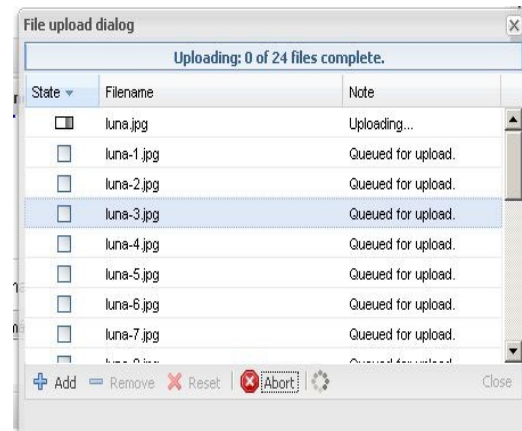 File upload dialog
Uploading: 0 of 24 files complete.
State Filename Note
luna.jpg Uploading...
luna-1.jpg Queued for upload.
luna-2.jpg Queued for upload.
luna-3.jpg Queued for upload.
luna-4.jpg Queued for upload.
luna-5.jpg Queued for upload.
luna-6.jpg Queued for upload.
luna-7.jpg Queued for upload.
Add Remove Reset Abort Close